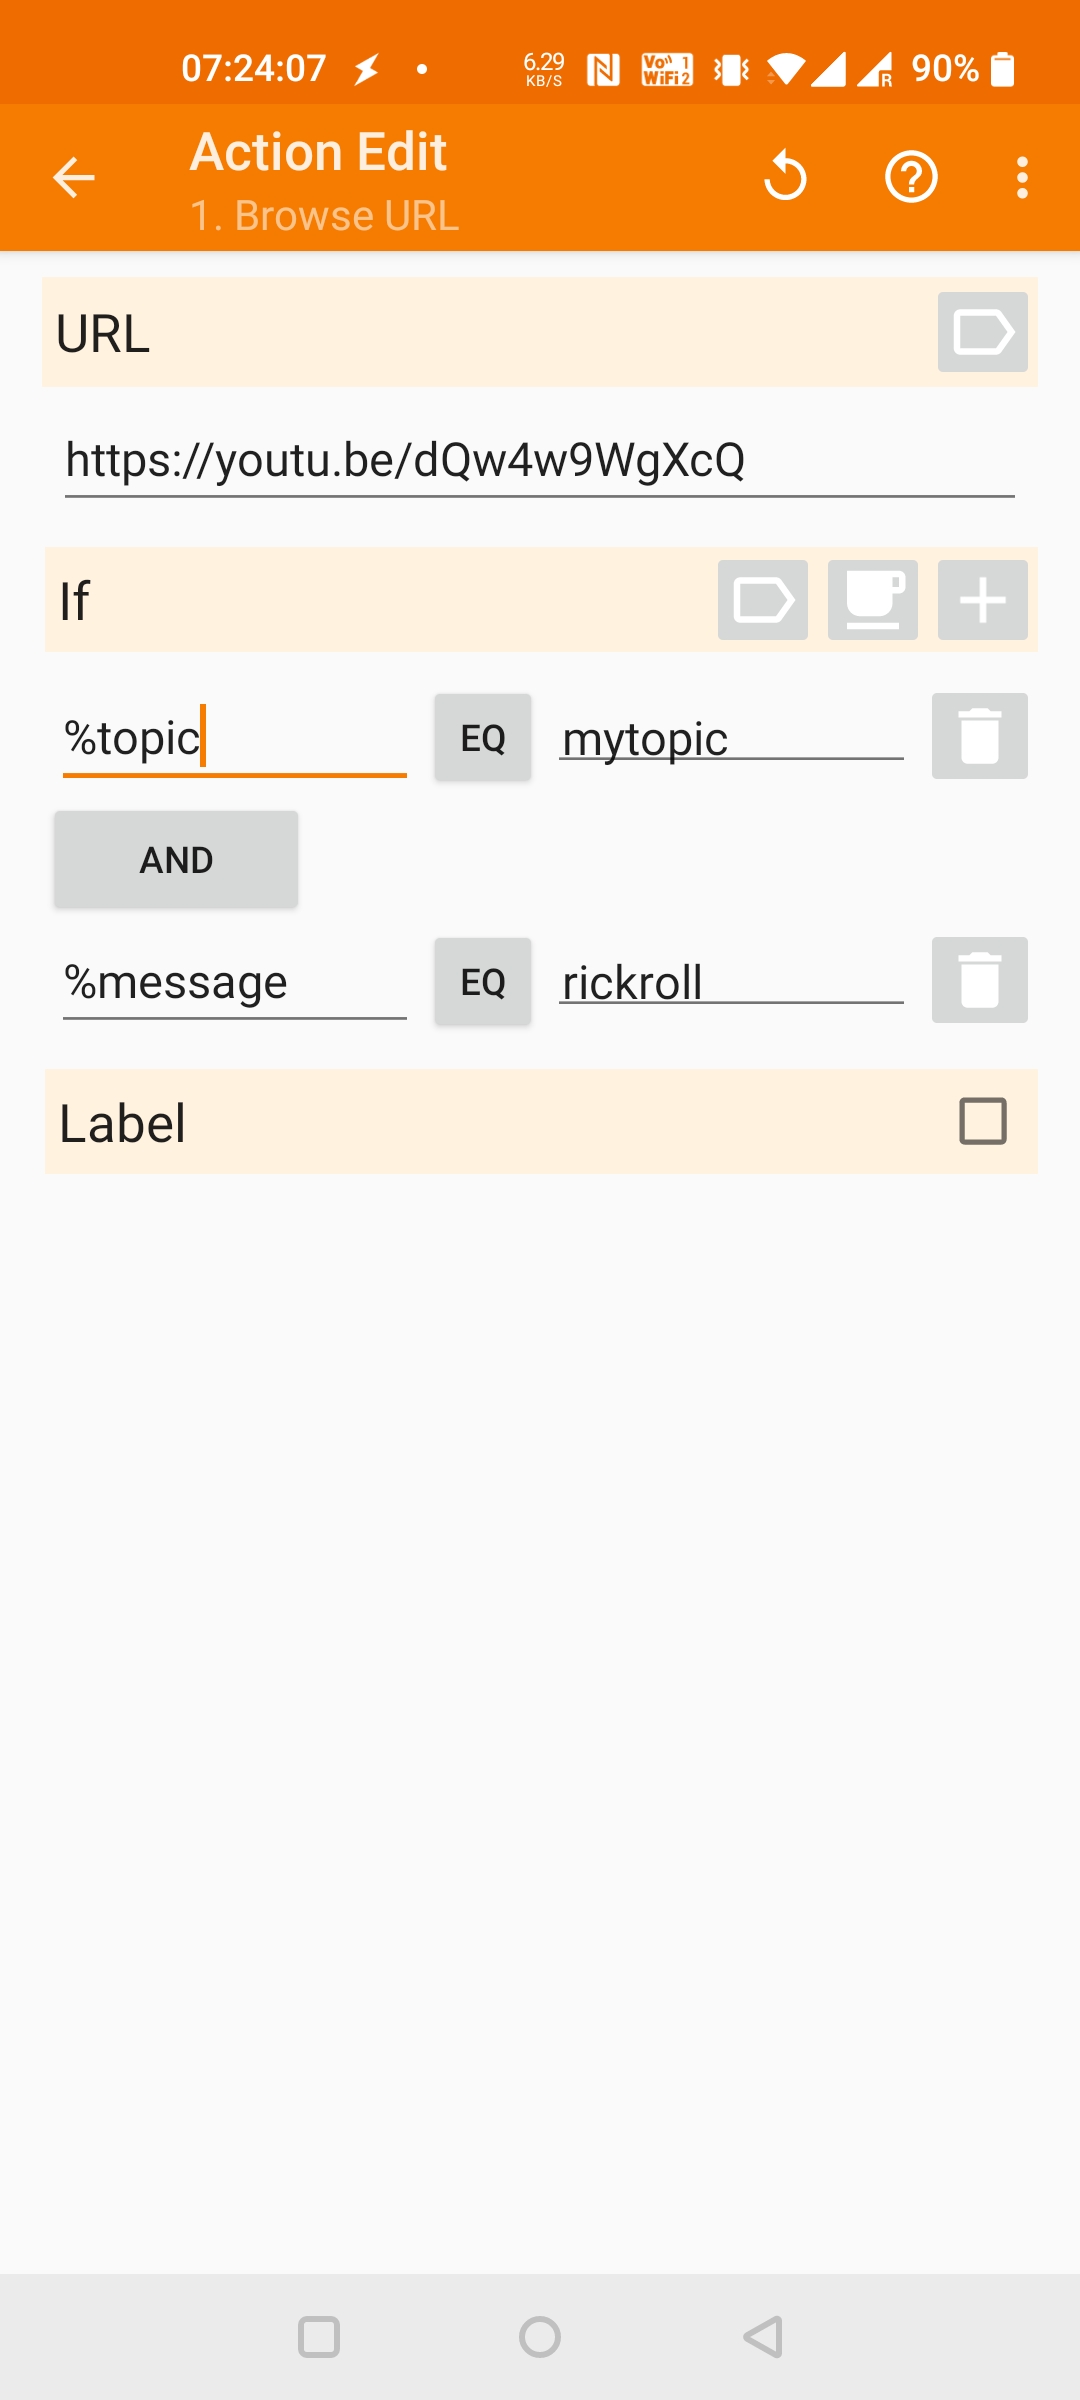 07:24:07 6.29 KB/S Vo 1 WiFi 2 R 90%
Action Edit
1. Browse URL
URL
https://youtu.be/dQw4w9WgXcQ
If
%topic EQ mytopic
AND
%message EQ rickroll
Label